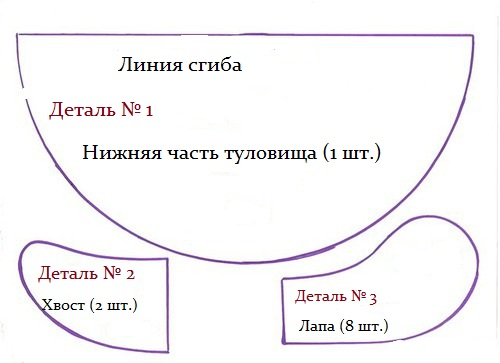 Линия сгиба
Деталь № 1
Нижняя часть туловища (1 шт.)
Деталь № 2
Хвост (2 шт.)
Деталь № 3
Лапа (8 шт.)